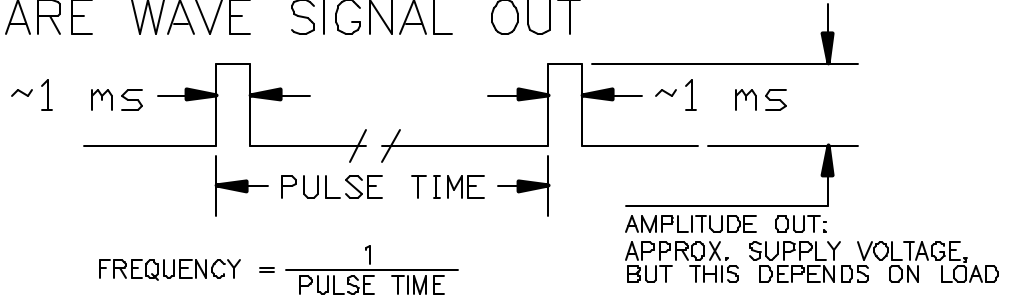 ARE WAVE SIGNAL OUT
~1 ms ~1 ms
PULSE TIME
AMPLITUDE OUT:
APPROX. SUPPLY VOLTAGE,
BUT THIS DEPENDS ON LOAD
FREQUENCY = 1
PULSE TIME